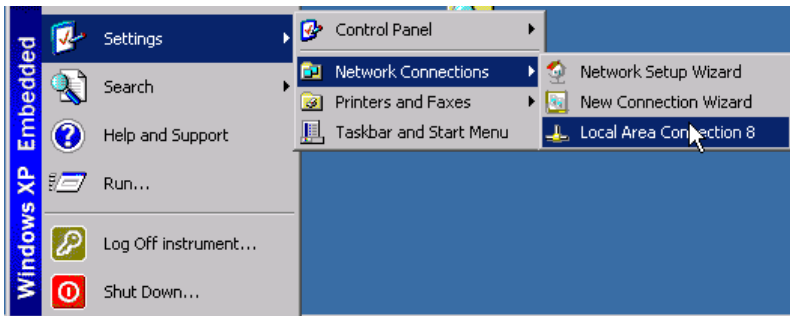 Windows XP Embedded
Settings
Search
Help and Support
Run...
Log Off instrument...
Shut Down...
Control Panel
Network Connections
Printers and Faxes
Taskbar and Start Menu
Network Setup Wizard
New Connection Wizard
Local Area Connection 8